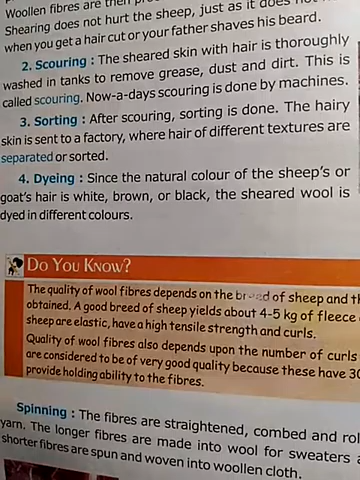 Woollen fibres are then
Shearing does not hurt the sheep, just as it does not
when you get a hair cut or your father shaves his beard.
2. Scouring : The sheared skin with hair is thoroughly
washed in tanks to remove grease, dust and dirt. This is
called scouring. Now-a-days scouring is done by machines.
3. Sorting : After scouring, sorting is done. The hairy
skin is sent to a factory, where hair of different textures are
separated or sorted.
4. Dyeing : Since the natural colour of the sheep's or
goat's hair is white, brown, or black, the sheared wool is
dyed in different colours.
DO YOU KNOW?
The quality of wool fibres depends on the breed of sheep and
obtained. A good breed of sheep yields about 4-5 kg of fleece
sheep are elastic, have a high tensile strength and curls.
Quality of wool fibres also depends upon the number of curls
are considered to be of very good quality because these have 30
provide holding ability to the fibres.
Spinning : The fibres are straightened, combed and
yarn. The longer fibres are made into wool for sweaters
shorter fibres are spun and woven into woollen cloth.